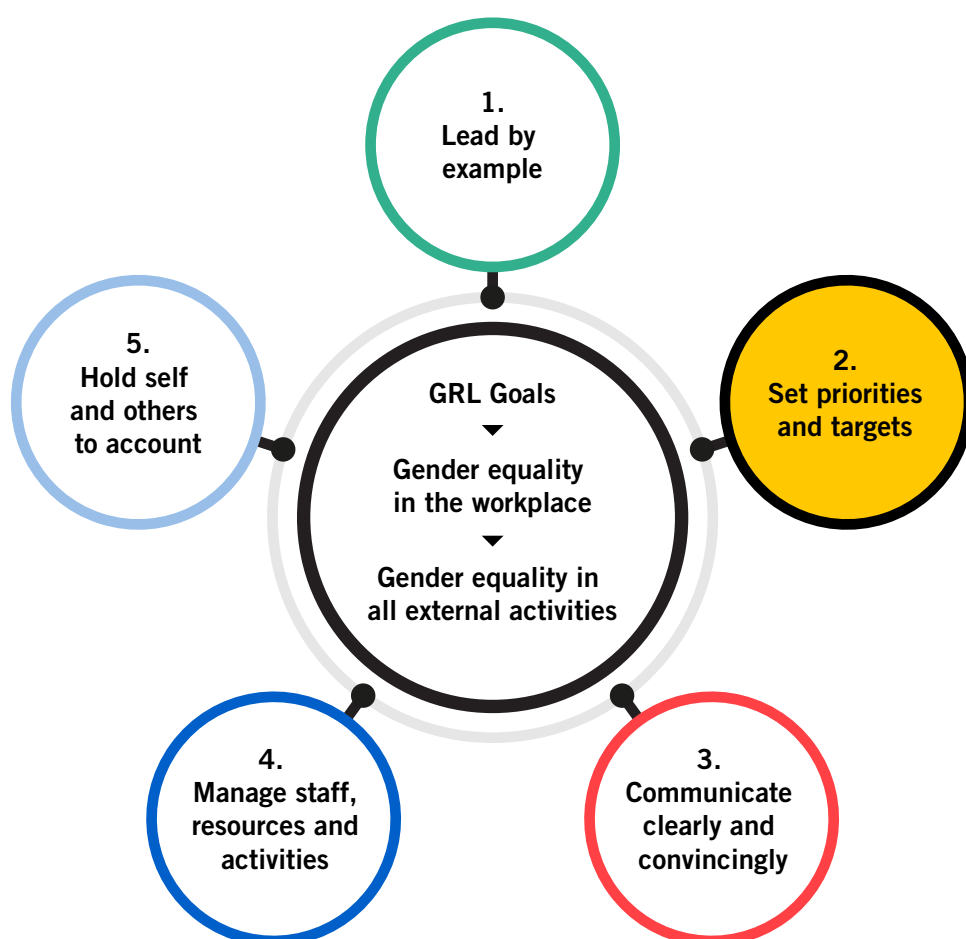 1.
Lead by
example
2.
Set priorities
and targets
3.
Communicate
clearly and
convincingly
4.
Manage staff,
resources and
activities
5.
Hold self
and others
to account
GRL Goals
Gender equality
in the workplace
Gender equality in
all external activities